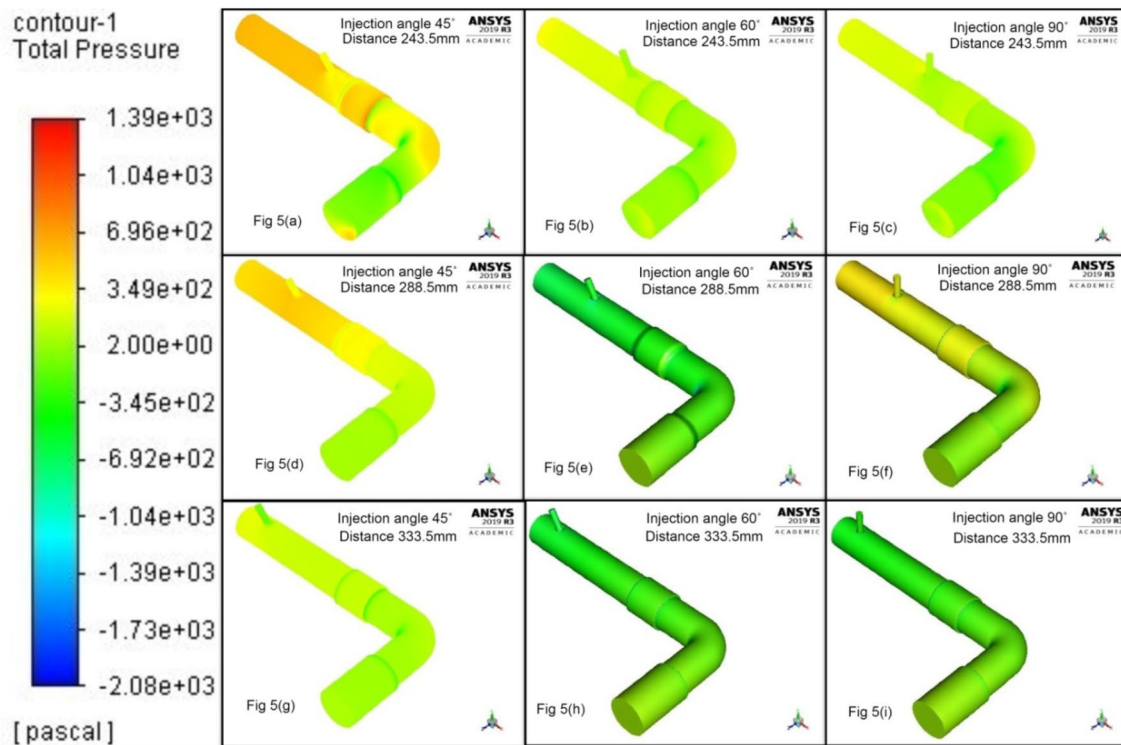 contour-1
Total Pressure
1.39e+03
1.04e+03
6.96e+02
3.49e+02
2.00e+00
-3.45e+02
-6.92e+02
-1.04e+03
-1.39e+03
-1.73e+03
-2.08e+03
[pascal]
Injection angle 45°
Distance 243.5mm
ANSYS
2019 R3
ACADEMIC
Fig 5(a)
Injection angle 60°
Distance 243.5mm
ANSYS
2019 R3
ACADEMIC
Fig 5(b)
Injection angle 90°
Distance 243.5mm
ANSYS
2019 R3
ACADEMIC
Fig 5(c)
Injection angle 45°
Distance 288.5mm
ANSYS
2019 R3
ACADEMIC
Fig 5(d)
Injection angle 60°
Distance 288.5mm
ANSYS
2019 R3
ACADEMIC
Fig 5(e)
Injection angle 90°
Distance 288.5mm
ANSYS
2019 R3
ACADEMIC
Fig 5(f)
Injection angle 45°
Distance 333.5mm
ANSYS
2019 R3
ACADEMIC
Fig 5(g)
Injection angle 60°
Distance 333.5mm
ANSYS
2019 R3
ACADEMIC
Fig 5(h)
Injection angle 90°
Distance 333.5mm
ANSYS
2019 R3
ACADEMIC
Fig 5(i)